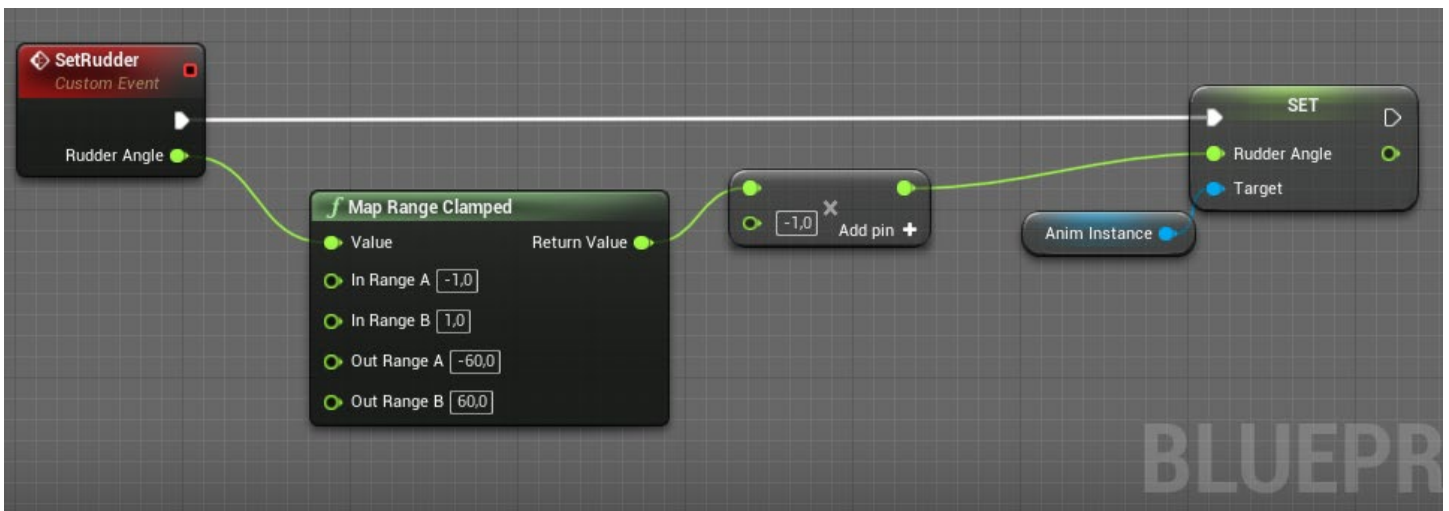 SetRudder
Custom Event
Rudder Angle
f Map Range Clamped
Value Return Value
In Range A -1,0
In Range B 1,0
Out Range A -60,0
Out Range B 60,0
-1,0 × Add pin +
Anim Instance
SET
Rudder Angle
Target
BLUEPR